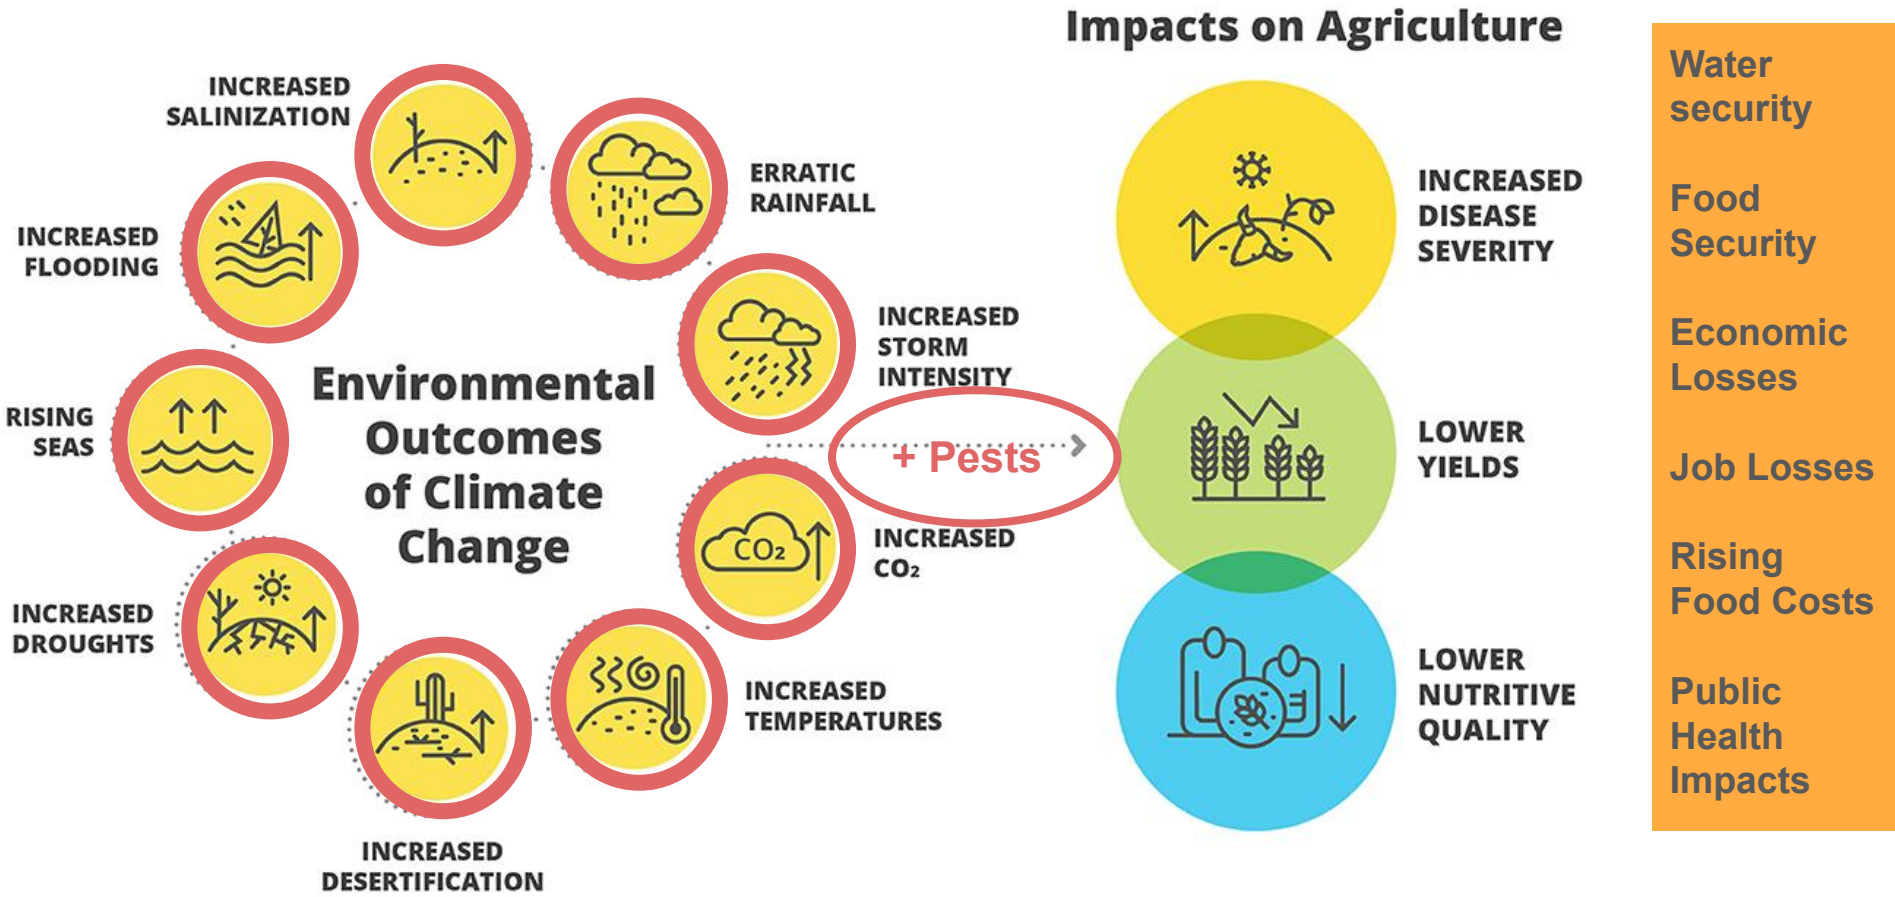 Impacts on Agriculture
INCREASED
SALINIZATION
ERRATIC
RAINFALL
INCREASED
FLOODING
INCREASED
STORM
INTENSITY
RISING
SEAS
Environmental
Outcomes
of Climate
Change
+ Pests
CO₂
INCREASED
CO₂
INCREASED
DROUGHTS
INCREASED
TEMPERATURES
INCREASED
DESERTIFICATION
INCREASED
DISEASE
SEVERITY
LOWER
YIELDS
LOWER
NUTRITIVE
QUALITY
Water
security
Food
Security
Economic
Losses
Job Losses
Rising
Food Costs
Public
Health
Impacts